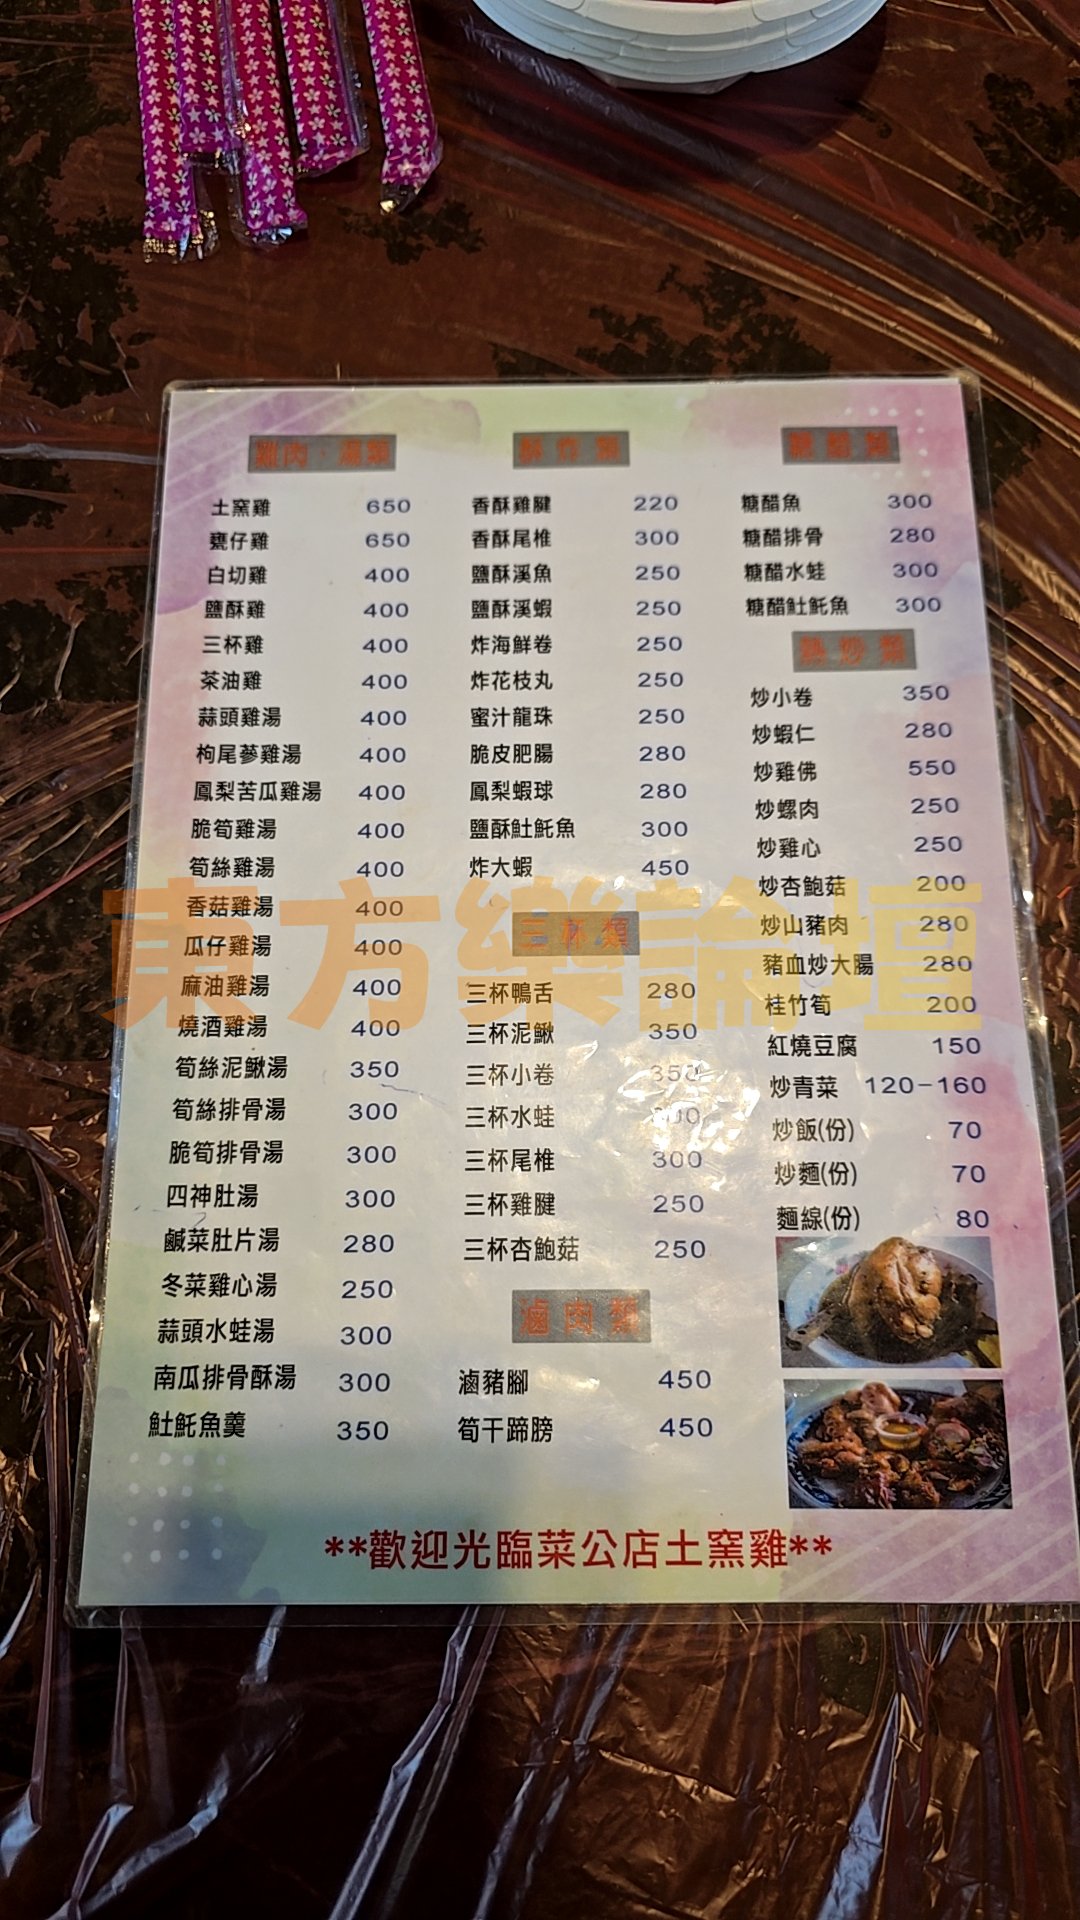 雞肉、湯類
土窯雞 650
甕仔雞 650
白切雞 400
鹽酥雞 400
三杯雞 400
茶油雞 400
蒜頭雞湯 400
枸尾蔘雞湯 400
鳳梨苦瓜雞湯 400
脆筍雞湯 400
筍絲雞湯 400
香菇雞湯 400
瓜仔雞湯 400
麻油雞湯 400
燒酒雞湯 400
筍絲泥鰍湯 350
筍絲排骨湯 300
脆筍排骨湯 300
四神肚湯 300
鹹菜肚片湯 280
冬菜雞心湯 250
蒜頭水蛙湯 300
南瓜排骨酥湯 300
魠魠魚羹 350
酥炸類
香酥雞腱 220
香酥尾椎 300
鹽酥溪魚 250
鹽酥溪蝦 250
炸海鮮卷 250
炸花枝丸 250
蜜汁龍珠 250
脆皮肥腸 280
鳳梨蝦球 280
鹽酥魠魠魚 300
炸大蝦 450
三杯類
三杯鴨舌 280
三杯泥鰍 350
三杯小卷 350
三杯水蛙
三杯尾椎 300
三杯雞腱 250
三杯杏鮑菇 250
滷肉類
滷豬腳 450
筍干蹄膀 450
糖醋類
糖醋魚 300
糖醋排骨 280
糖醋水蛙 300
糖醋魠魠魚 300
熱炒類
炒小卷 350
炒蝦仁 280
炒雞佛 550
炒螺肉 250
炒雞心 250
炒杏鮑菇 200
炒山豬肉 280
豬血炒大腸 280
桂竹筍 200
紅燒豆腐 150
炒青菜 120-160
炒飯(份) 70
炒麵(份) 70
麵線(份) 80
**歡迎光臨菜公店土窯雞**
東方樂論壇